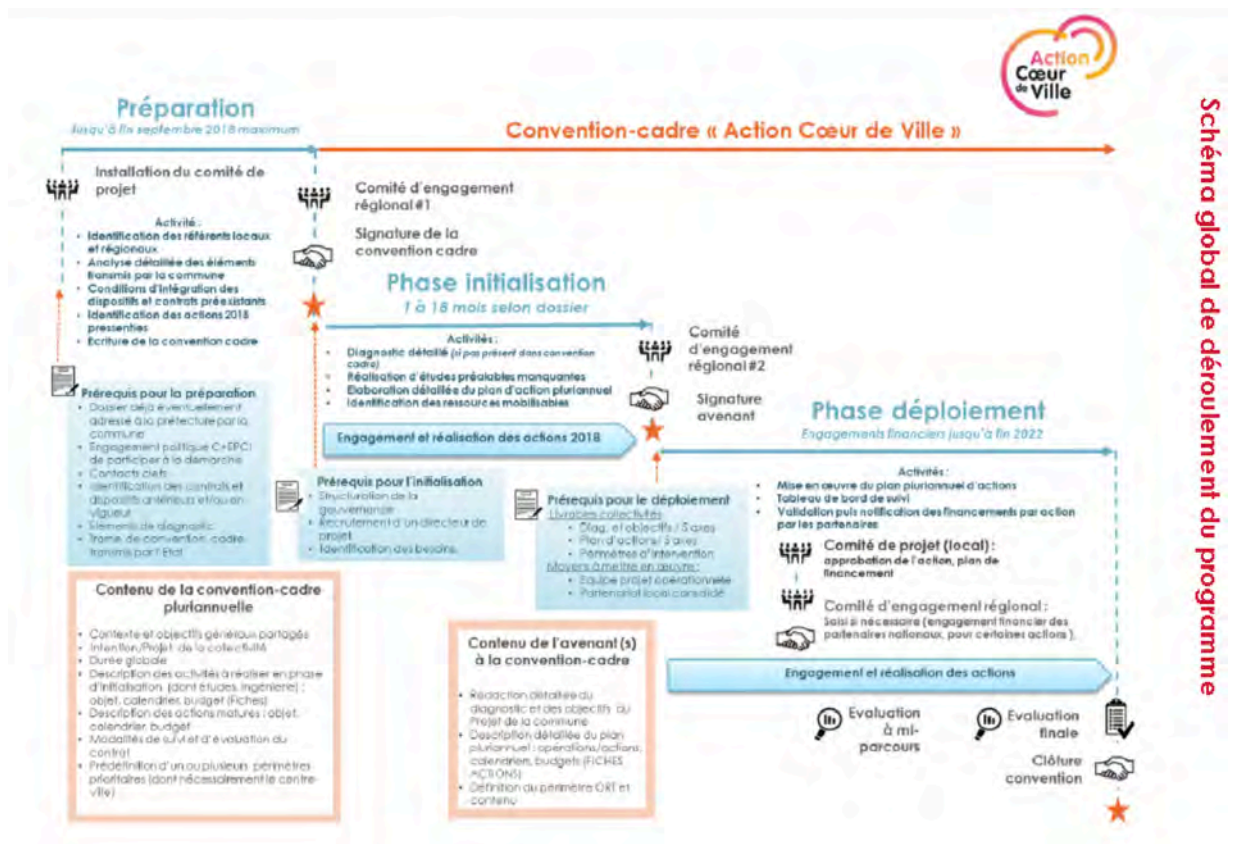 Action
Cœur
de Ville
Schéma global de déroulement du programme
Préparation
Jusqu'à fin septembre 2018 maximum
Convention-cadre « Action Cœur de Ville »
Installation du comité de
projet
Activité :
• Identification des référents locaux
et régionaux
• Analyse détaillée des éléments
transmis par la commune
• Conditions d'intégration des
dispositifs et contrats préexistants
• Identification des actions 2018
pressenties
• Ecriture de la convention cadre
Prérequis pour la préparation
• Dossier déjà éventuellement
adressé à la préfecture par la
commune
• Engagement politique C+EPCI
de participer à la démarche
• Contacts clefs
• Identification des contrats et
dispositifs antérieurs et/ou en
vigueur
• Eléments de diagnostic
• Trame de convention cadre
transmis par l'Etat
Contenu de la convention-cadre
pluriannuelle
• Contexte et objectifs généraux partagés
• Intention/Projet de la collectivité
• Durée globale
• Description des activités à réaliser en phase
d'initialisation (dont études, ingénierie) :
objet, calendrier, budget (Fiches)
• Description des actions matures : objet,
calendrier, budget
• Modalités de suivi et d'évaluation du
contrat
• Prédéfinition d'un ou plusieurs périmètres
prioritaires (dont nécessairement le centre-
ville)
Comité d'engagement
régional #1
Signature de la
convention cadre
Phase initialisation
1 à 18 mois selon dossier
Activités :
• Diagnostic détaillé (si pas présent dans convention
cadre)
• Réalisation d'études préalables manquantes
• Elaboration détaillée du plan d'action pluriannuel
• Identification des ressources mobilisables
Engagement et réalisation des actions 2018
Prérequis pour l'initialisation
• Structuration de la
gouvernance
• Recrutement d'un directeur de
projet
• Identification des besoins.
Comité
d'engagement
régional #2
Signature
avenant
Prérequis pour le déploiement
Livrables collectivités
• Diag. et objectifs / 5 axes
• Plan d'actions / 5 axes
• Périmètres d'intervention
Moyens à mettre en œuvre :
• Equipe projet opérationnelle
• Partenariat local consolidé
Contenu de l'avenant (s)
à la convention-cadre
• Rédaction détaillée du
diagnostic et des objectifs du
Projet de la commune
• Description détaillée du plan
pluriannuel : opérations/actions,
calendrier, budgets (FICHES
ACTIONS)
• Définition du périmètre ORT et
contenu
Phase déploiement
Engagements financiers jusqu'à fin 2022
Activités :
• Mise en œuvre du plan pluriannuel d'actions
• Tableau de bord de suivi
• Validation puis notification des financements par action
par les partenaires
Comité de projet (local) :
approbation de l'action, plan de
financement
Comité d'engagement régional :
Saisi si nécessaire (engagement financier des
partenaires nationaux, pour certaines actions ).
Engagement et réalisation des actions
Evaluation
à mi-
parcours
Evaluation
finale
Clôture
convention